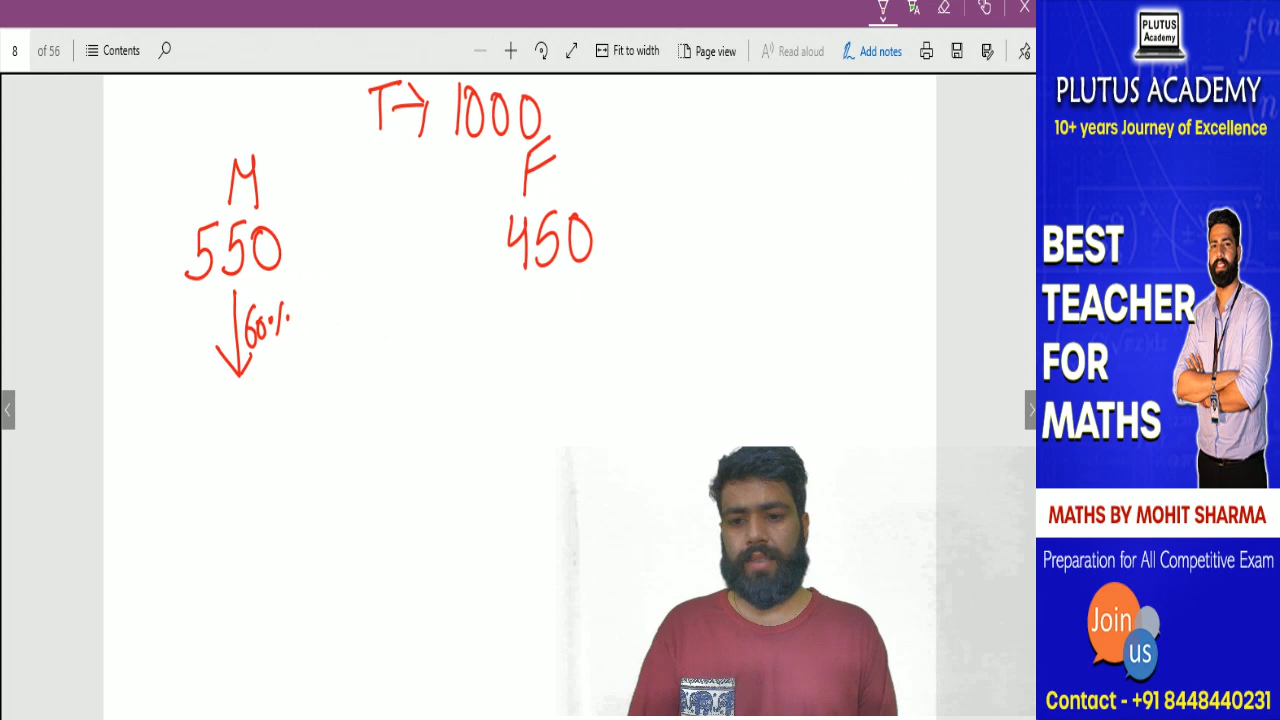 8 of 56 Contents Fit to width Page view Read aloud Add notes
T → 1000
M F
550 450
60%
PLUTUS
Academy
PLUTUS ACADEMY
10+ years Journey of Excellence
BEST
TEACHER
FOR
MATHS
MATHS BY MOHIT SHARMA
Preparation for All Competitive Exam
Join
us
Contact - +91 8448440231